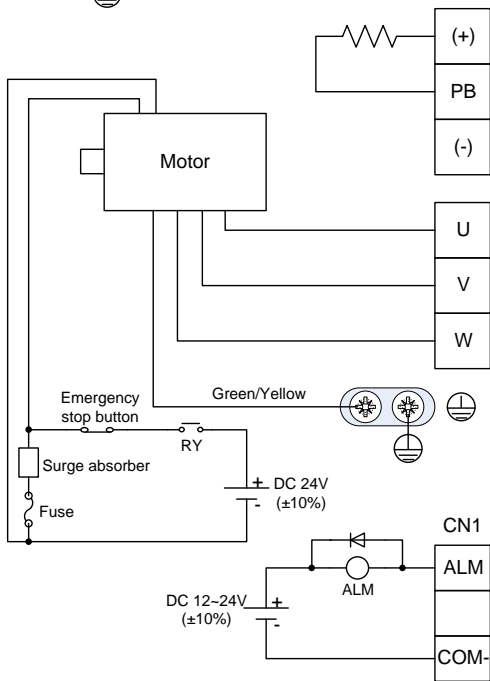 (+)
PB
(-)
Motor
U
V
W
Green/Yellow
Emergency
stop button
RY
Surge absorber
Fuse
+ DC 24V
- (±10%)
CN1
ALM
ALM
DC 12~24V +
(±10%) -
COM-